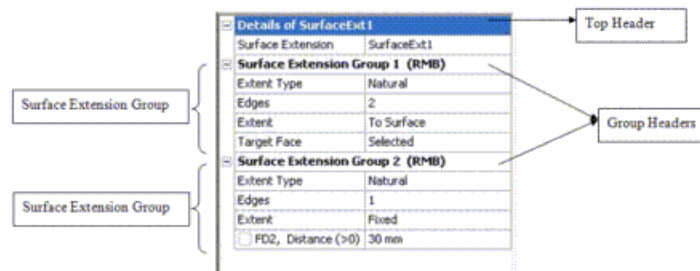 Details of SurfaceExt1
Top Header
Surface Extension SurfaceExt1
Surface Extension Group 1 (RMB)
Extent Type Natural
Surface Extension Group
Edges 2
Extent To Surface
Group Headers
Target Face Selected
Surface Extension Group 2 (RMB)
Extent Type Natural
Edges 1
Surface Extension Group
Extent Fixed
FD2, Distance (>0) 30 mm